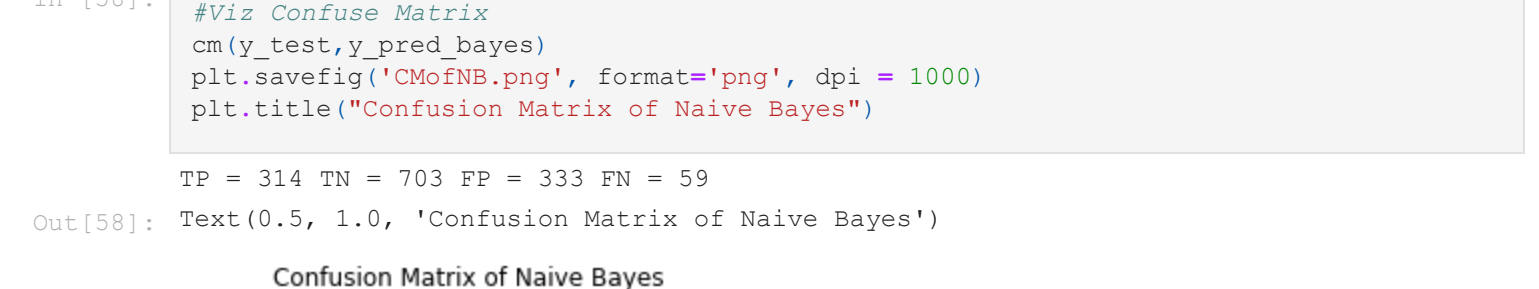 In [58]:
#Viz Confuse Matrix
cm(y_test,y_pred_bayes)
plt.savefig('CMofNB.png', format='png', dpi = 1000)
plt.title("Confusion Matrix of Naive Bayes")
TP = 314 TN = 703 FP = 333 FN = 59
Out[58]: Text(0.5, 1.0, 'Confusion Matrix of Naive Bayes')
Confusion Matrix of Naive Bayes